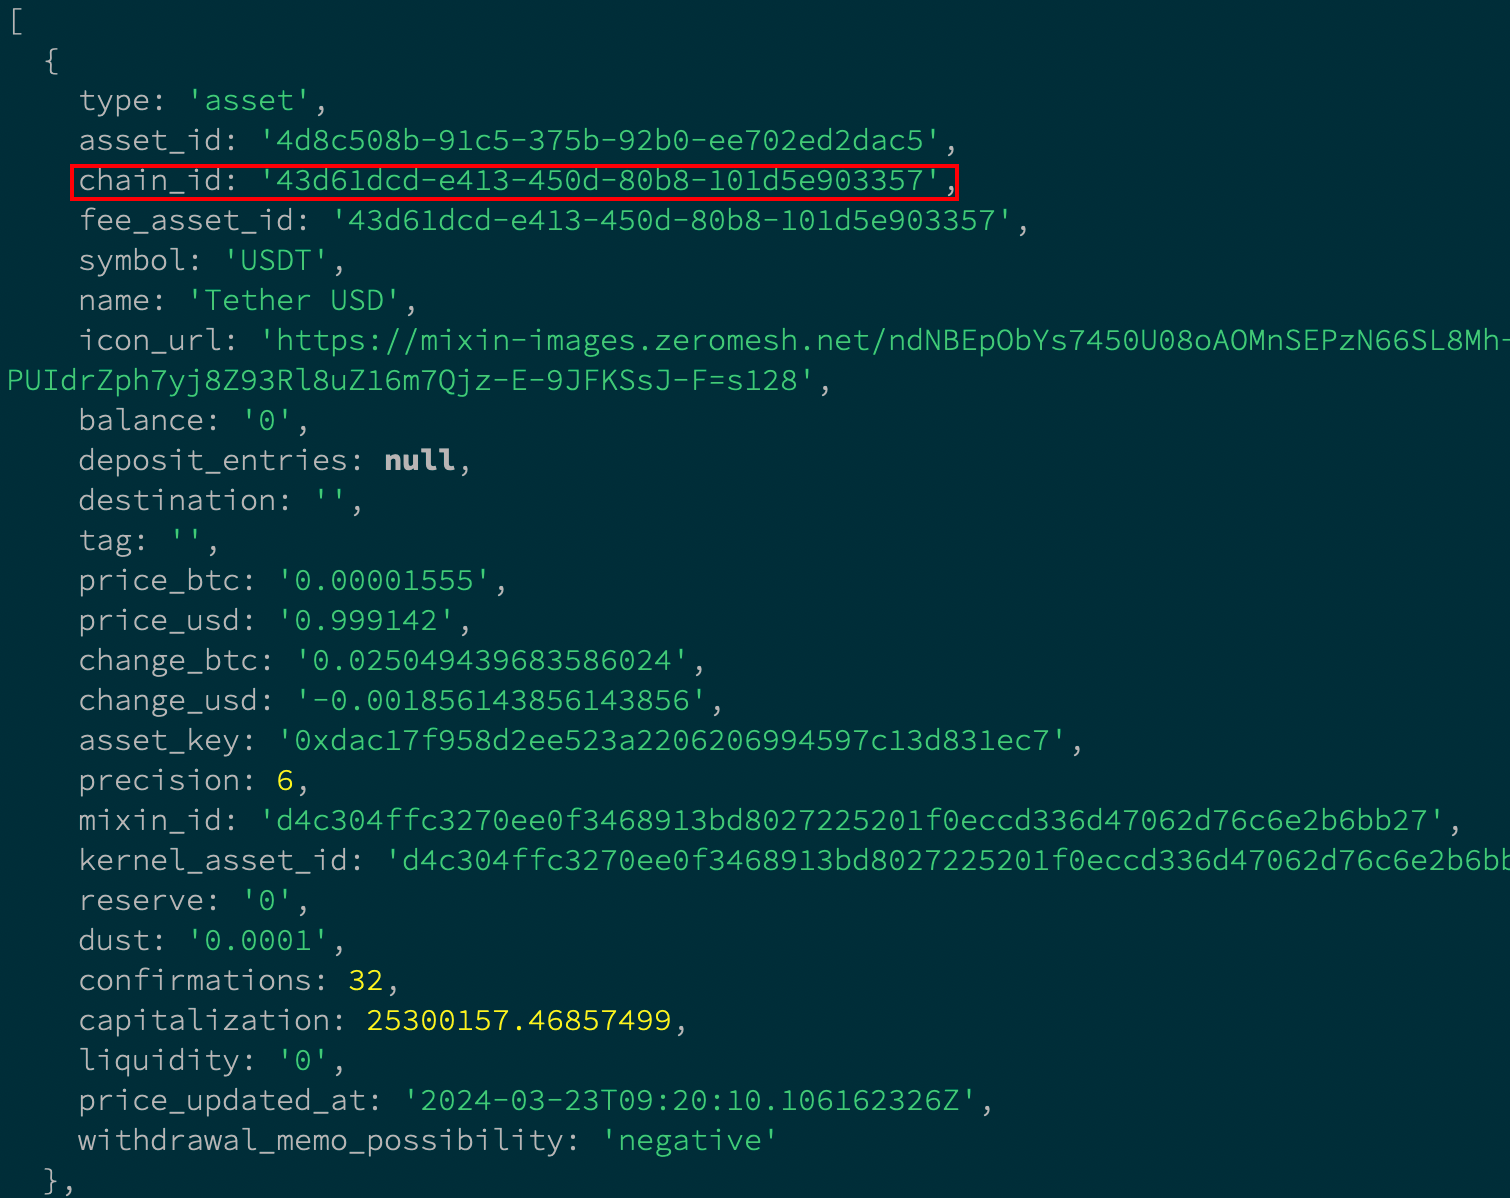 [
{
type: 'asset',
asset_id: '4d8c508b-91c5-375b-92b0-ee702ed2dac5',
chain_id: '43d61dcd-e413-450d-80b8-101d5e903357',
fee_asset_id: '43d61dcd-e413-450d-80b8-101d5e903357',
symbol: 'USDT',
name: 'Tether USD',
icon_url: 'https://mixin-images.zeromesh.net/ndNBEpObYs7450U08oAOMnSEPzN66SL8Mh-
PUIdrZph7yj8Z93Rl8uZ16m7Qjz-E-9JFKSsJ-F=s128',
balance: '0',
deposit_entries: null,
destination: '',
tag: '',
price_btc: '0.00001555',
price_usd: '0.999142',
change_btc: '0.025049439683586024',
change_usd: '-0.001856143856143856',
asset_key: '0xdac17f958d2ee523a2206206994597c13d831ec7',
precision: 6,
mixin_id: 'd4c304ffc3270ee0f3468913bd8027225201f0eccd336d47062d76c6e2b6bb27',
kernel_asset_id: 'd4c304ffc3270ee0f3468913bd8027225201f0eccd336d47062d76c6e2b6bb
reserve: '0',
dust: '0.0001',
confirmations: 32,
capitalization: 25300157.46857499,
liquidity: '0',
price_updated_at: '2024-03-23T09:20:10.106162326Z',
withdrawal_memo_possibility: 'negative'
},